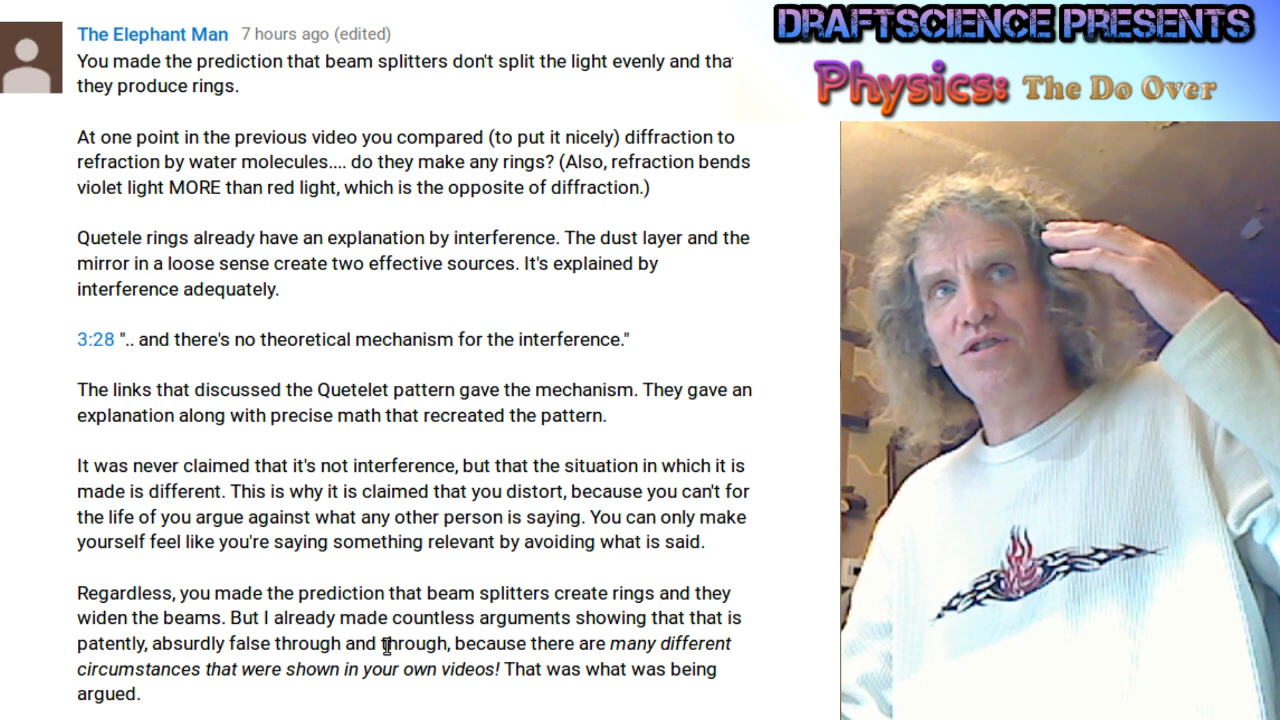 DRAFTSCIENCE PRESENTS
Physics: The Do Over
The Elephant Man 7 hours ago (edited)
You made the prediction that beam splitters don't split the light evenly and tha
they produce rings.
At one point in the previous video you compared (to put it nicely) diffraction to
refraction by water molecules.... do they make any rings? (Also, refraction bends
violet light MORE than red light, which is the opposite of diffraction.)
Quetele rings already have an explanation by interference. The dust layer and the
mirror in a loose sense create two effective sources. It's explained by
interference adequately.
3:28 ".. and there's no theoretical mechanism for the interference."
The links that discussed the Quetelet pattern gave the mechanism. They gave an
explanation along with precise math that recreated the pattern.
It was never claimed that it's not interference, but that the situation in which it is
made is different. This is why it is claimed that you distort, because you can't for
the life of you argue against what any other person is saying. You can only make
yourself feel like you're saying something relevant by avoiding what is said.
Regardless, you made the prediction that beam splitters create rings and they
widen the beams. But I already made countless arguments showing that that is
patently, absurdly false through and through, because there are many different
circumstances that were shown in your own videos! That was what was being
argued.